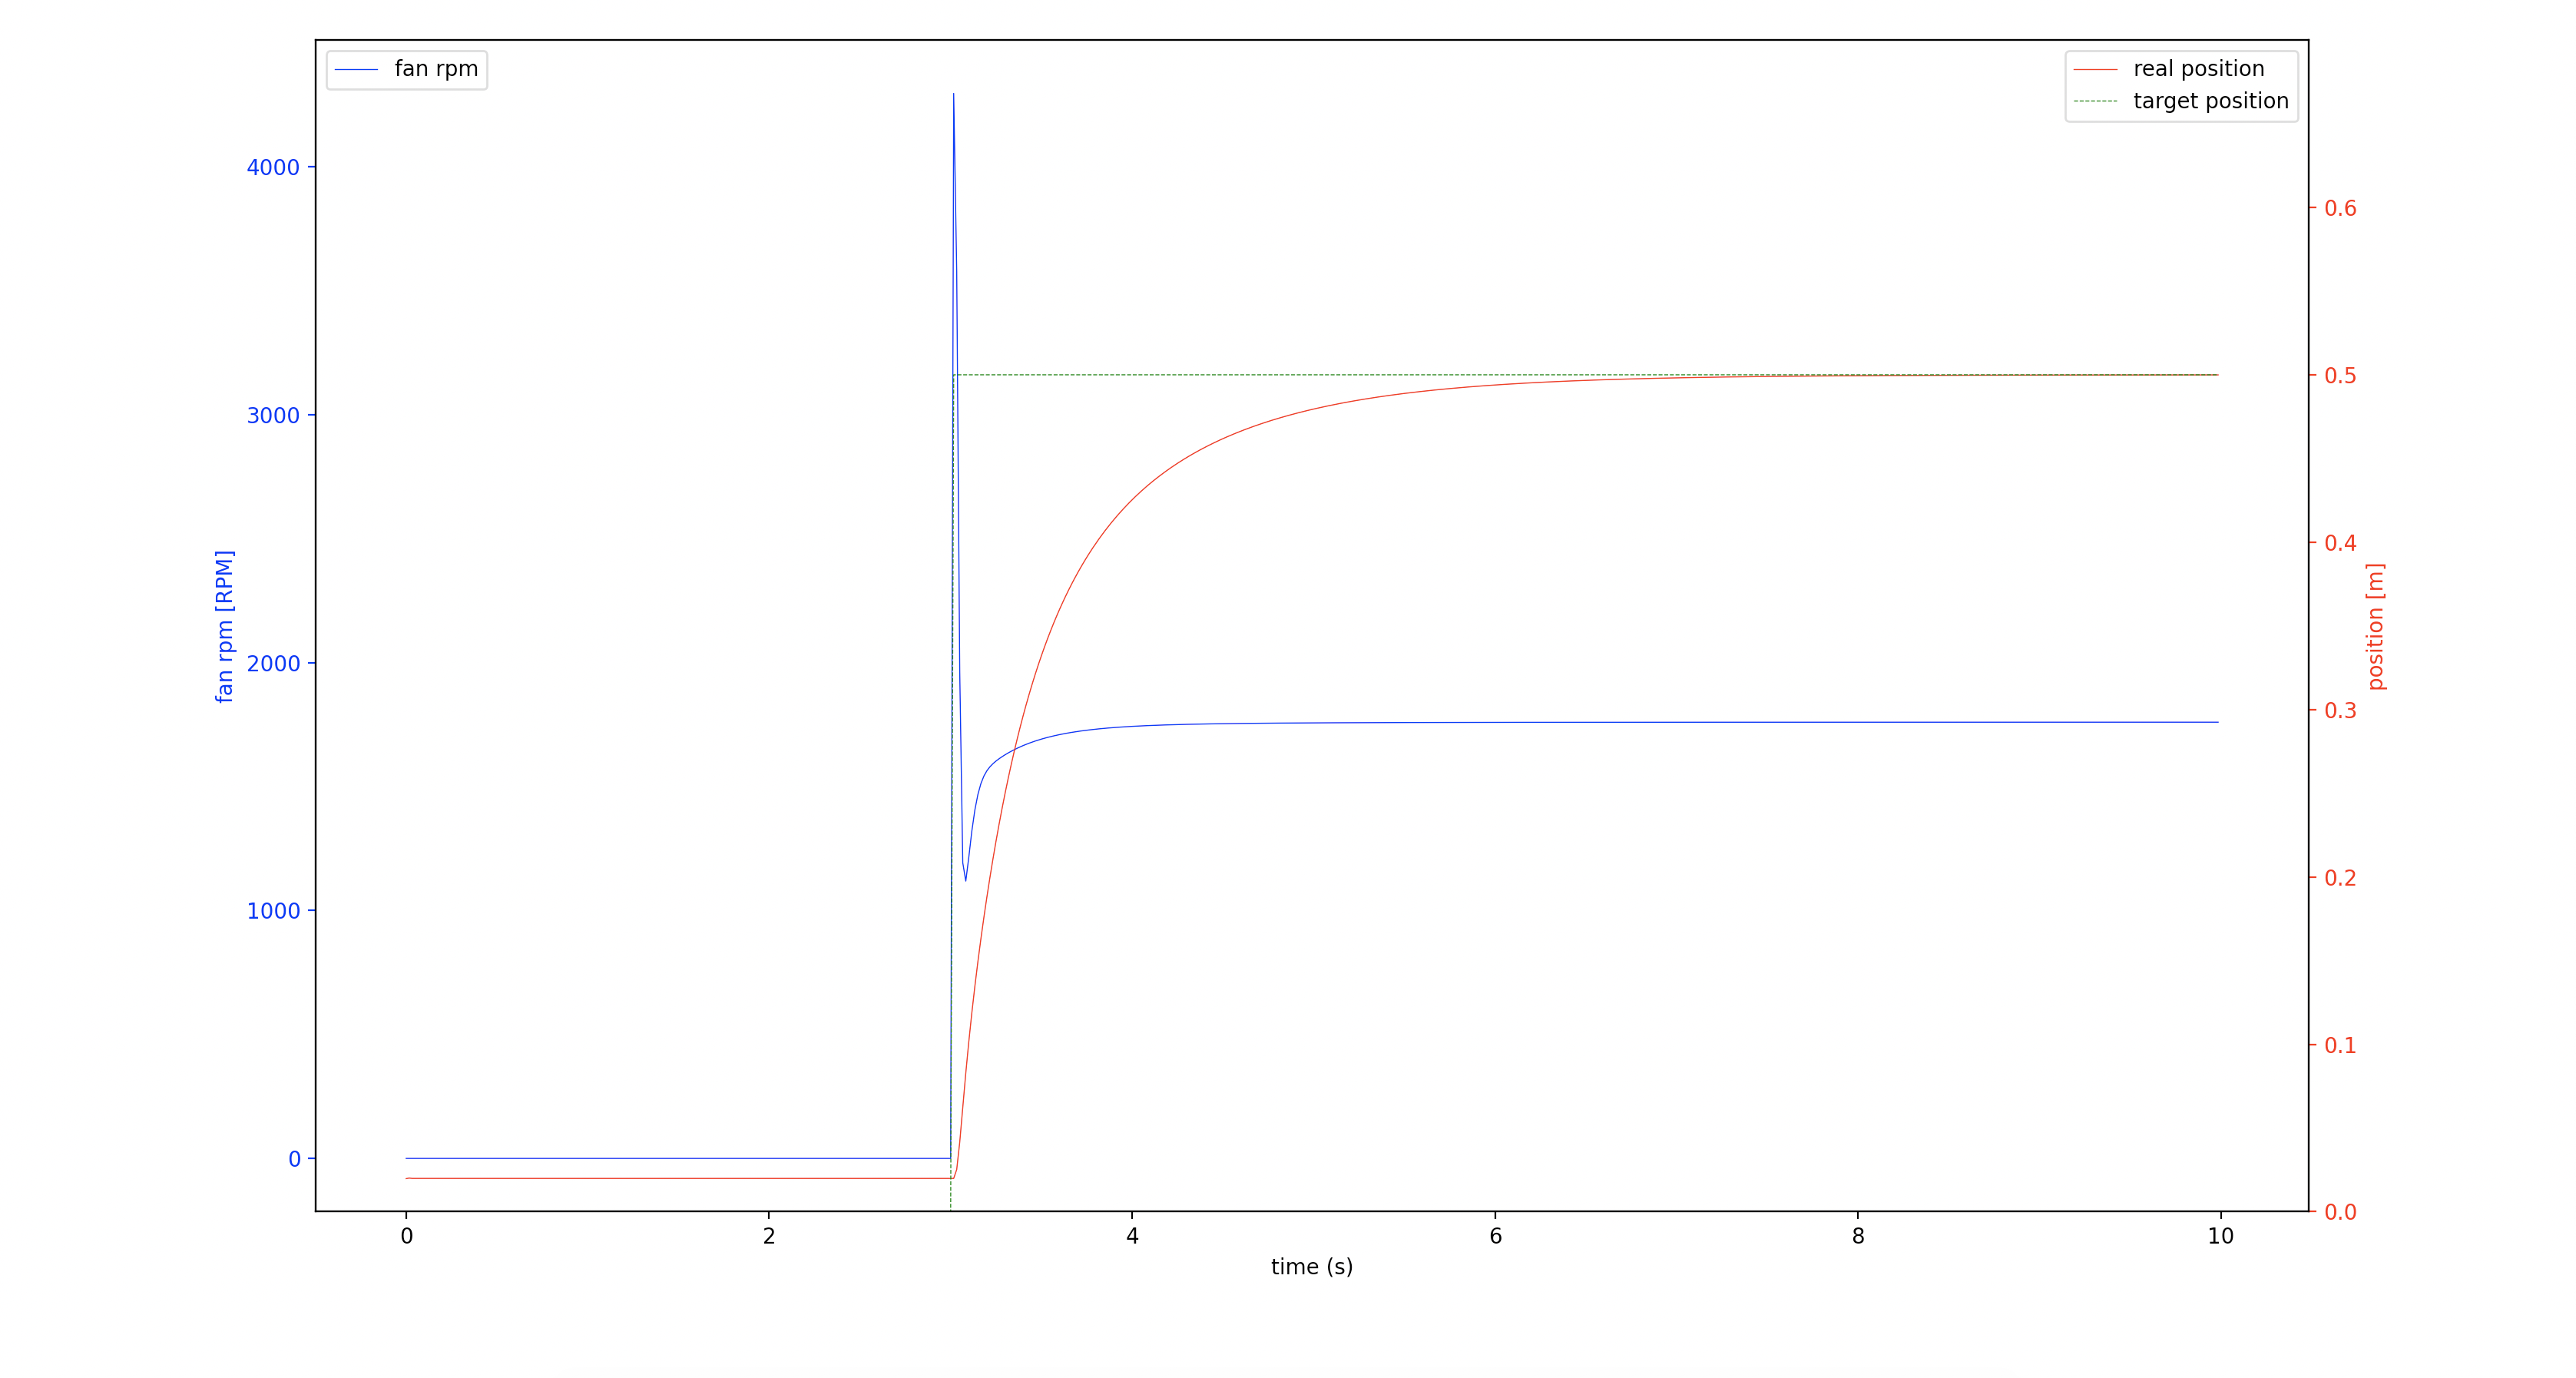 fan rpm
real position
target position
4000
3000
2000
1000
0
fan rpm [RPM]
0.6
0.5
0.4
0.3
0.2
0.1
0.0
position [m]
0 2 4 6 8 10
time (s)